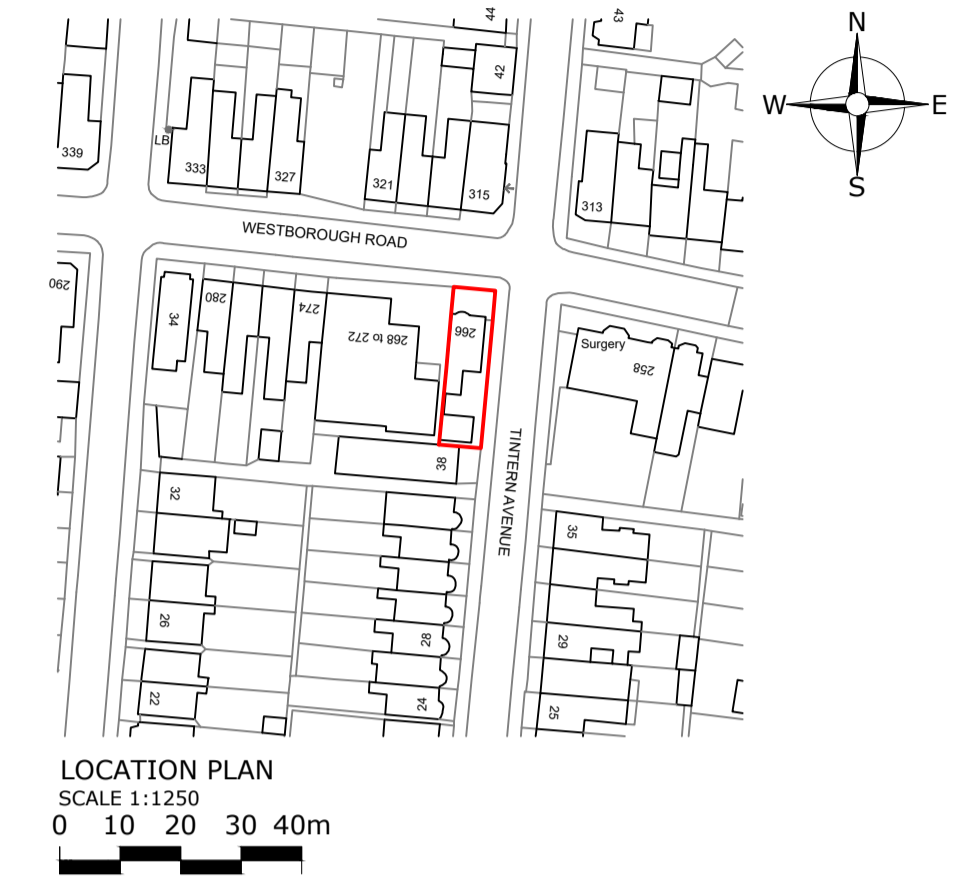 44
43
N
42
W
E
LB
339
333
327
321
315
S
313
WESTBOROUGH ROAD
290
280
274
34
268 to 272
266
Surgery
258
TINTERN AVENUE
38
32
35
26
28
29
22
24
25
LOCATION PLAN
SCALE 1:1250
0 10 20 30 40m